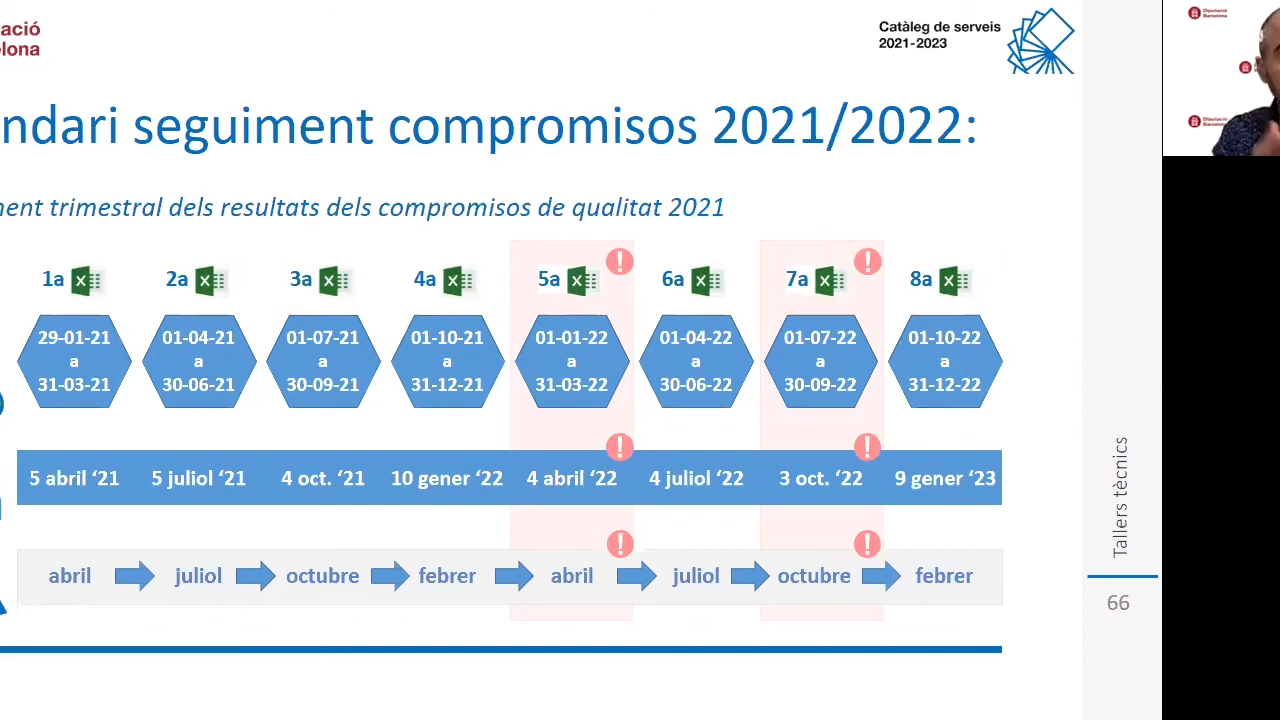 ació
elona
Catàleg de serveis
2021-2023
ndari seguiment compromisos 2021/2022:
ment trimestral dels resultats dels compromisos de qualitat 2021
1a 2a 3a 4a 5a 6a 7a 8a
29-01-21 01-04-21 01-07-21 01-10-21 01-01-22 01-04-22 01-07-22 01-10-22
a a a a a a a a
31-03-21 30-06-21 30-09-21 31-12-21 31-03-22 30-06-22 30-09-22 31-12-22
5 abril ‘21 5 juliol ‘21 4 oct. ‘21 10 gener ‘22 4 abril ‘22 4 juliol ‘22 3 oct. ‘22 9 gener ‘23
abril juliol octubre febrer abril juliol octubre febrer
Tallers tècnics
66
Diputació
Barcelona
Diputació
Barcelona